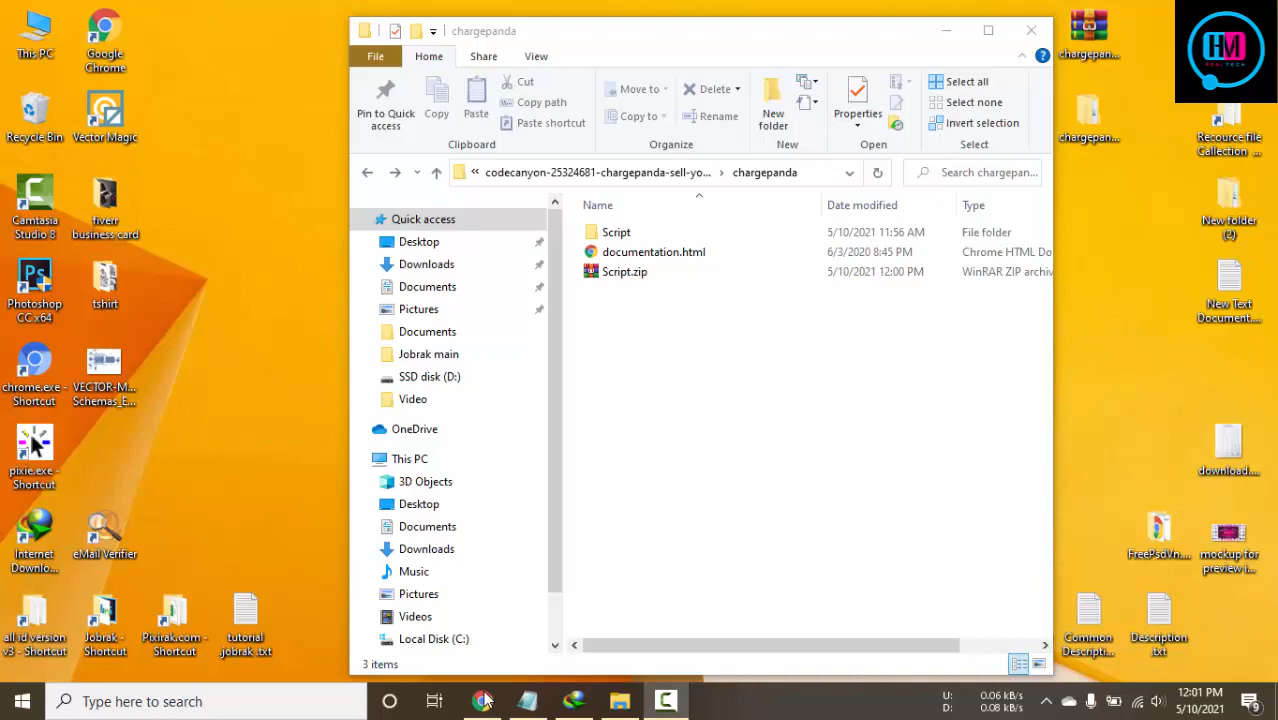 This PC
Google
Chrome
Recycle Bin
Vector Magic
Camtasia
Studio 8
fiverr
business card
Ps
Photoshop
CC x64
tshirt
chrome.exe -
Shortcut
VECTOR-M...
Schemas_E...
pixie.exe -
Shortcut
Internet
Downlo...
eMail Verifier
all id version
v3 - Shortcut
Jobrak -
Shortcut
Pixirak.com -
Shortcut
tutorial
jobrak.txt
chargepanda
File
Home
Share
View
Pin to Quick
access
Copy
Paste
Cut
Copy path
Paste shortcut
Clipboard
Move to
Copy to
Delete
Rename
Organize
New
folder
New
Properties
Open
Select all
Select none
Invert selection
Select
« codecanyon-25324681-chargepanda-sell-yo... › chargepanda
Search chargepan...
Quick access
Desktop
Downloads
Documents
Pictures
Documents
Jobrak main
SSD disk (D:)
Video
OneDrive
This PC
3D Objects
Desktop
Documents
Downloads
Music
Pictures
Videos
Local Disk (C:)
Name
Date modified
Type
Script
5/10/2021 11:56 AM
File folder
documentation.html
6/3/2020 8:45 PM
Chrome HTML Do
Script.zip
5/10/2021 12:00 PM
WinRAR ZIP archiv
3 items
chargepan...
chargepan...
HM
REAL TECH
Recource file
Callection _...
New folder
(2)
New Text
Document....
download....
FreePsdVn....
mockup for
preview i...
Common
Descripti...
Description
.txt
Type here to search
U:
D:
0.06 kB/s
0.08 kB/s
12:01 PM
5/10/2021
9